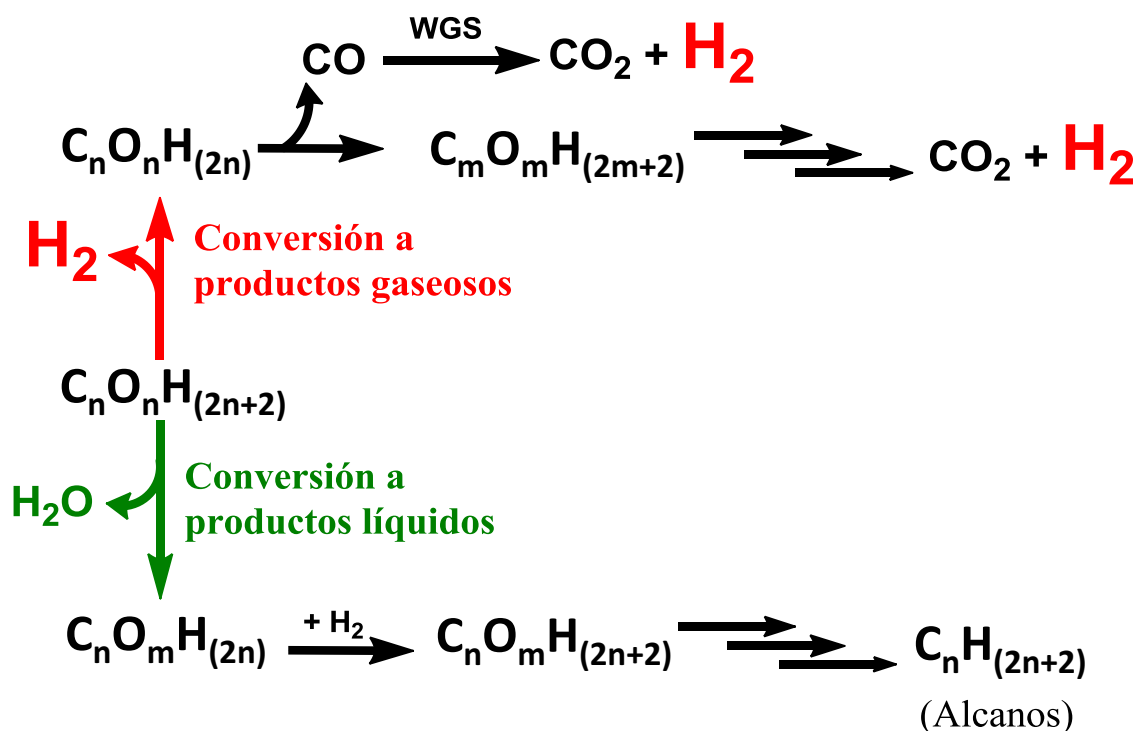 WGS
CO CO₂ + H₂
CₙOₙH₍₂ₙ₎ CₘOₘH₍₂ₘ₊₂₎ CO₂ + H₂
H₂ Conversión a
productos gaseosos
CₙOₙH₍₂ₙ₊₂₎
H₂O Conversión a
productos líquidos
+ H₂
CₙOₘH₍₂ₙ₎ CₙOₘH₍₂ₙ₊₂₎ CₙH₍₂ₙ₊₂₎
(Alcanos)